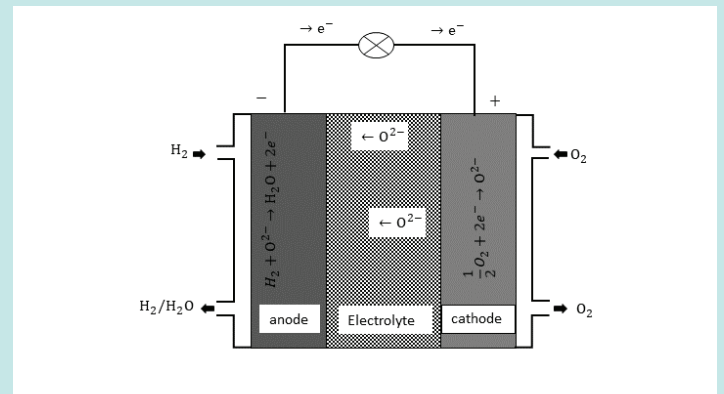 → e⁻
→ e⁻
−
+
← O²⁻
H₂
O₂
H₂ + O²⁻ → H₂O + 2e⁻
½O₂ + 2e⁻ → O²⁻
← O²⁻
H₂/H₂O
O₂
anode
Electrolyte
cathode